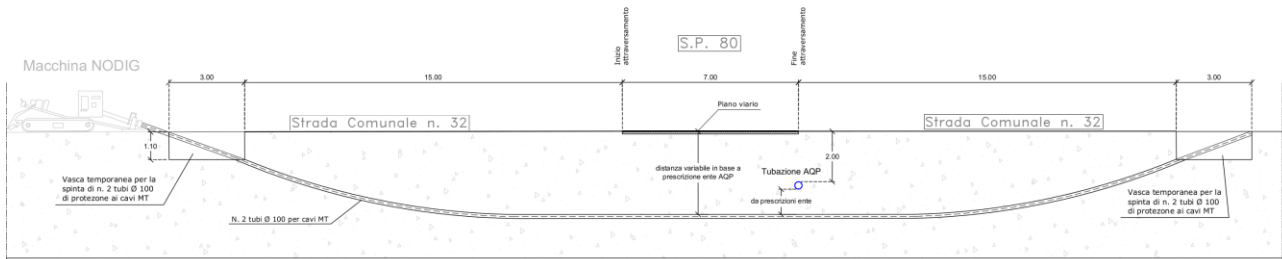 S.P. 80
Inizio
attraversamento
Fine
attraversamento
Macchina NODIG
3.00
15.00
7.00
15.00
3.00
Piano viario
Strada Comunale n. 32
Strada Comunale n. 32
1.10
2.00
distanza variabile in base a
prescrizione ente AQP
Tubazione AQP
da prescrizioni ente
Vasca temporanea per la
spinta di n. 2 tubi Ø 100
di protezone ai cavi MT
N. 2 tubi Ø 100 per cavi MT
Vasca temporanea per la
spinta di n. 2 tubi Ø 100
di protezone ai cavi MT